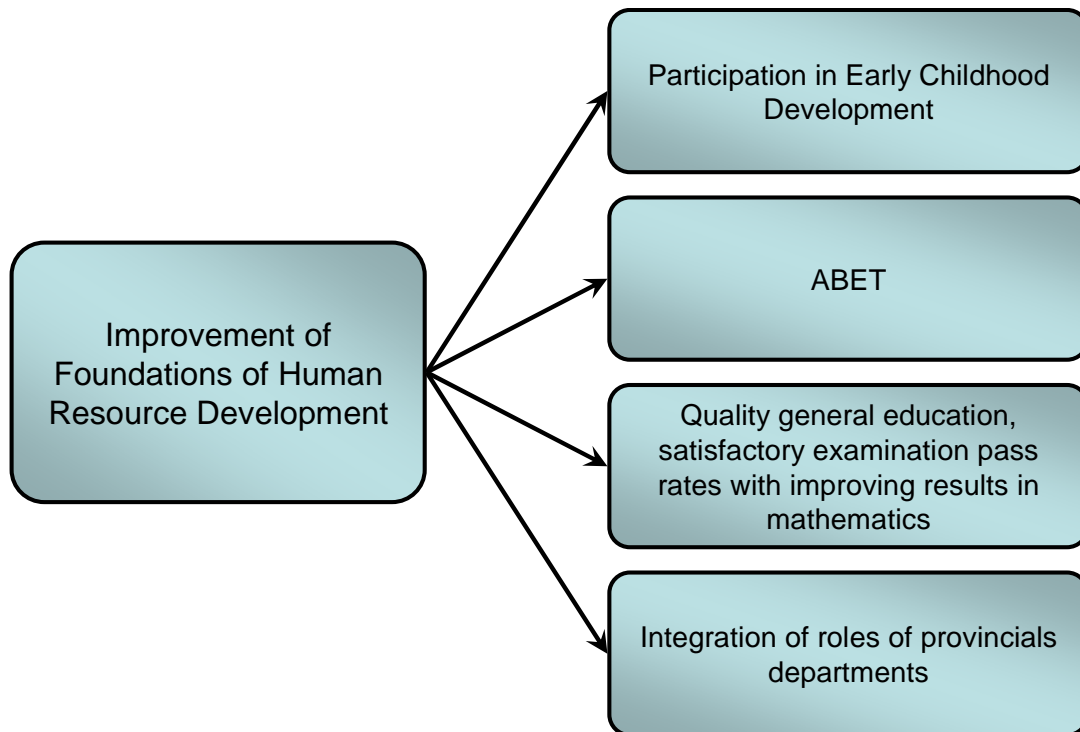 Improvement of
Foundations of Human
Resource Development
Participation in Early Childhood
Development
ABET
Quality general education,
satisfactory examination pass
rates with improving results in
mathematics
Integration of roles of provincials
departments